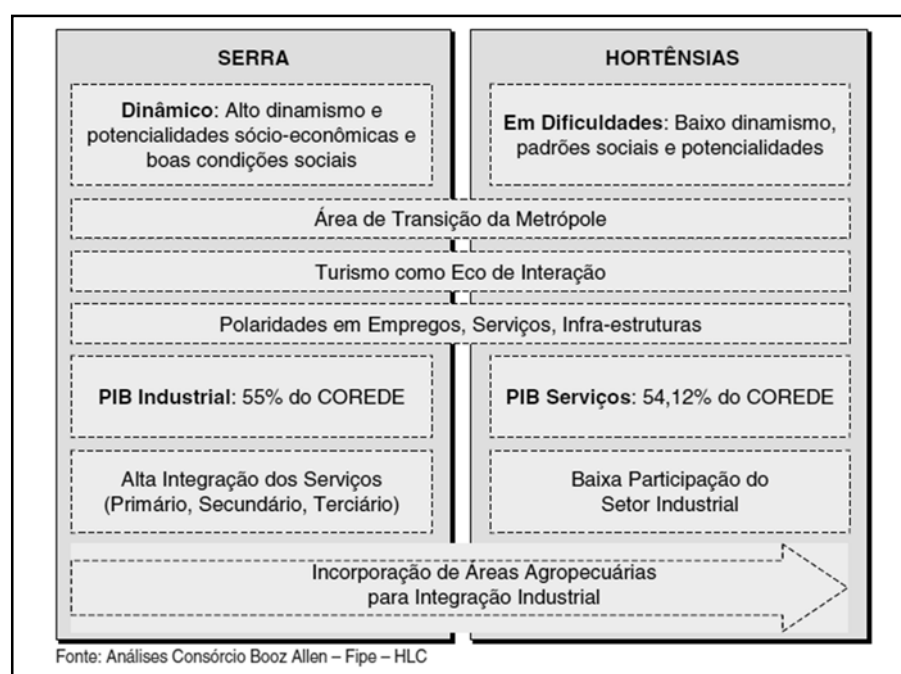 SERRA
HORTÊNSIAS
Dinâmico: Alto dinamismo e
potencialidades sócio-econômicas e
boas condições sociais
Em Dificuldades: Baixo dinamismo,
padrões sociais e potencialidades
Área de Transição da Metrópole
Turismo como Eco de Interação
Polaridades em Empregos, Serviços, Infra-estruturas
PIB Industrial: 55% do COREDE
PIB Serviços: 54,12% do COREDE
Alta Integração dos Serviços
(Primário, Secundário, Terciário)
Baixa Participação do
Setor Industrial
Incorporação de Áreas Agropecuárias
para Integração Industrial
Fonte: Análises Consórcio Booz Allen – Fipe – HLC